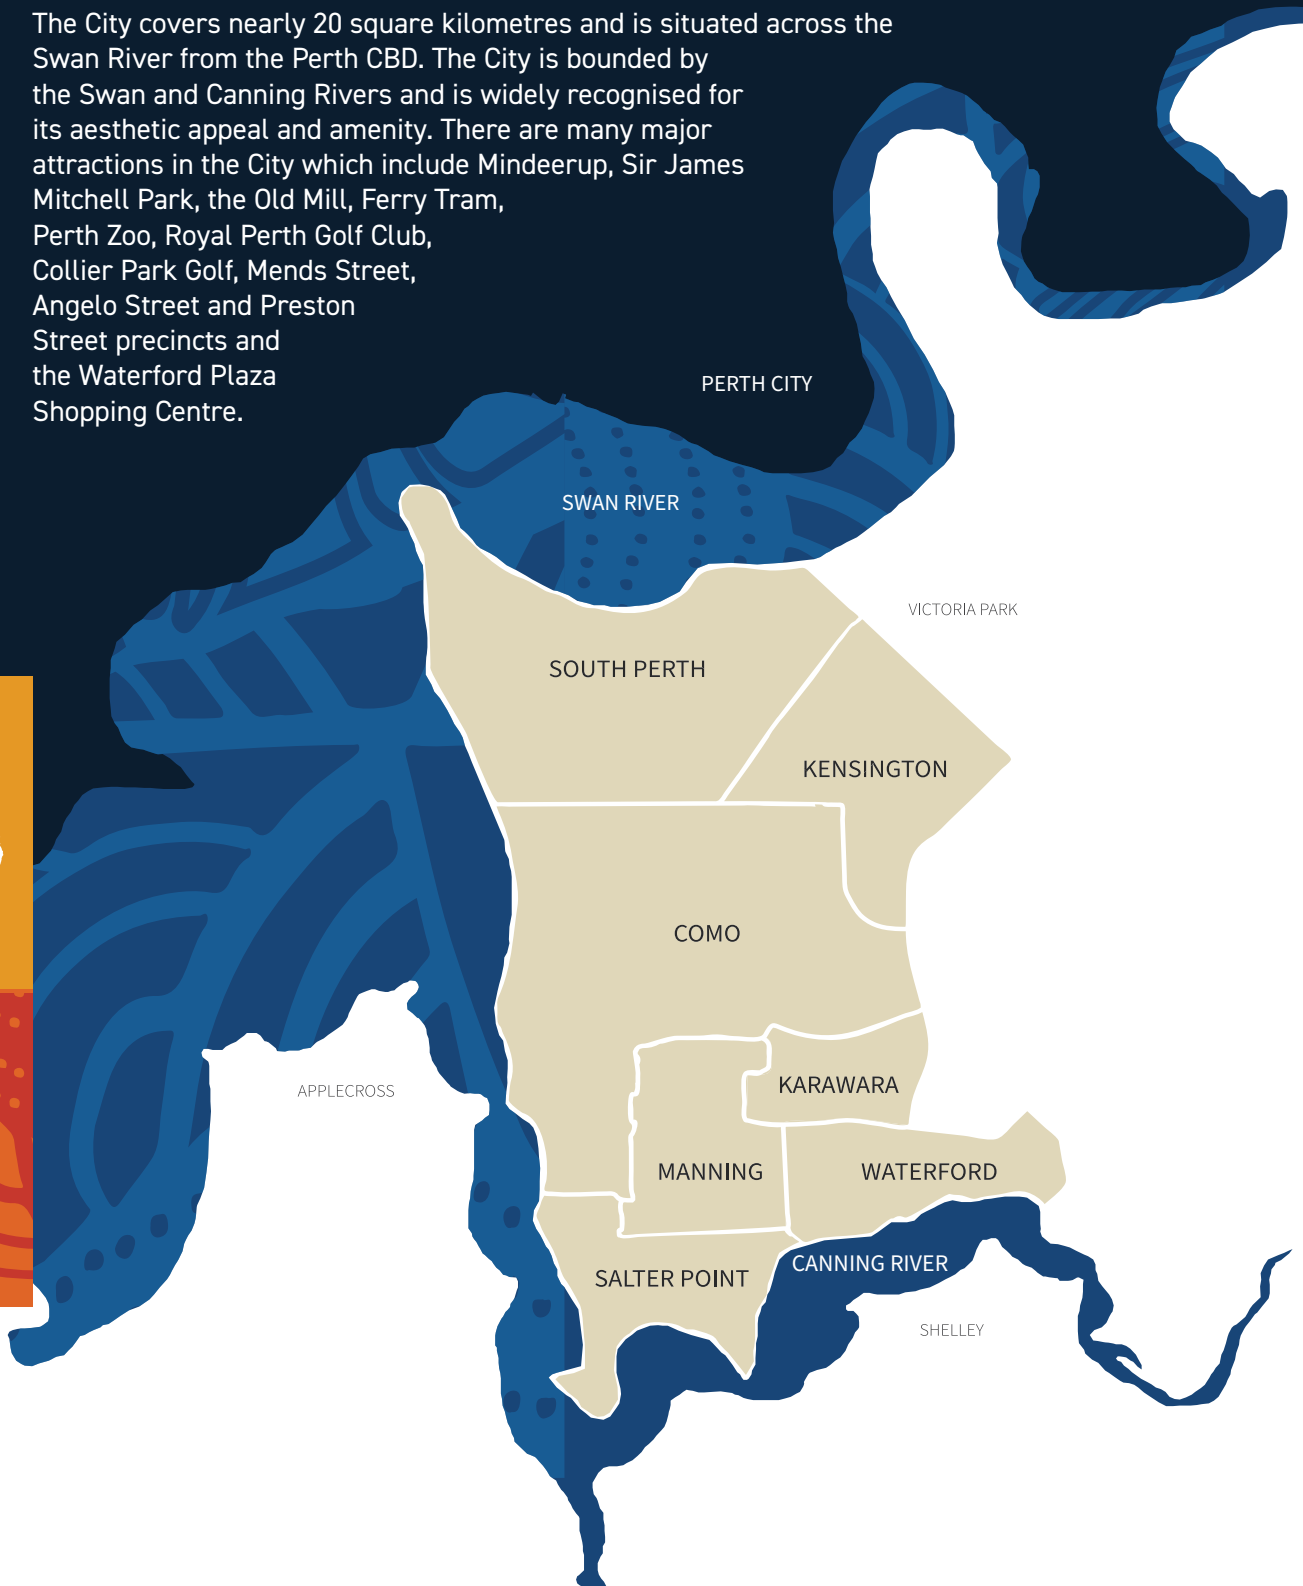 The City covers nearly 20 square kilometres and is situated across the
Swan River from the Perth CBD. The City is bounded by
the Swan and Canning Rivers and is widely recognised for
its aesthetic appeal and amenity. There are many major
attractions in the City which include Mindeerup, Sir James
Mitchell Park, the Old Mill, Ferry Tram,
Perth Zoo, Royal Perth Golf Club,
Collier Park Golf, Mends Street,
Angelo Street and Preston
Street precincts and
the Waterford Plaza
Shopping Centre.
PERTH CITY
SWAN RIVER
VICTORIA PARK
SOUTH PERTH
KENSINGTON
COMO
KARAWARA
APPLECROSS
MANNING
WATERFORD
CANNING RIVER
SALTER POINT
SHELLEY